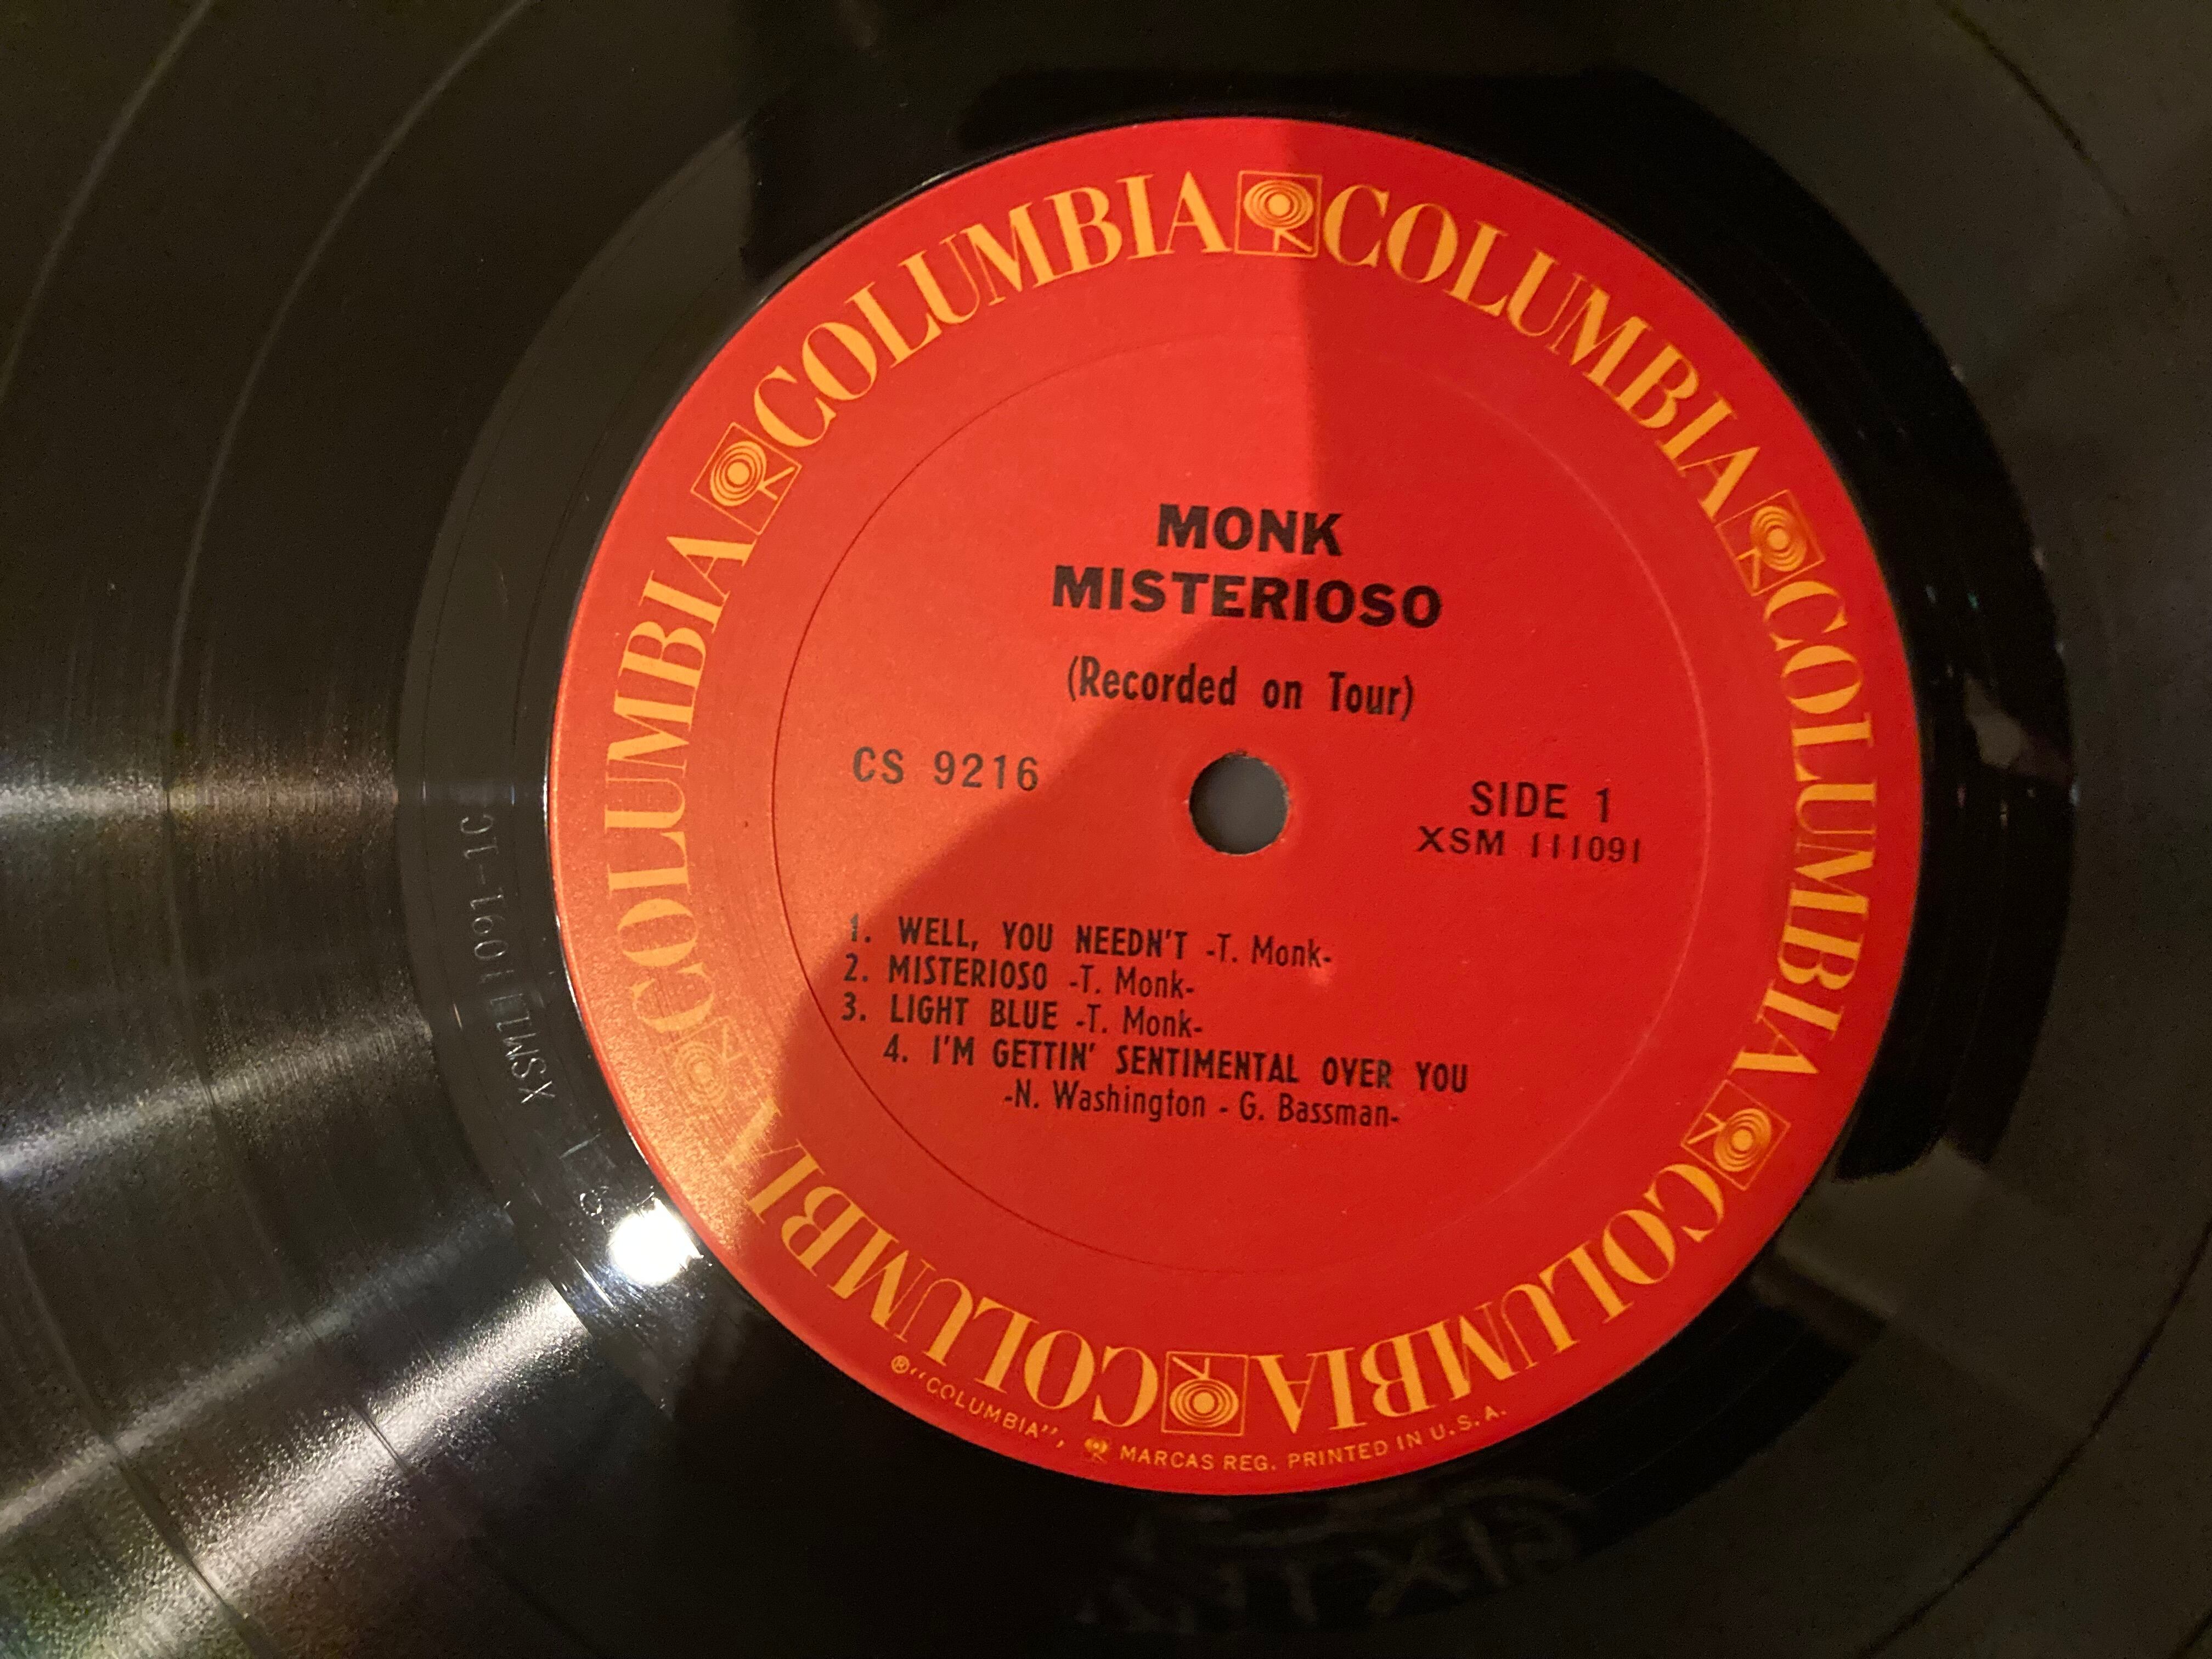 COLUMBIA COLUMBIA COLUMBIA COLUMBIA COLUMBIA COLUMBIA
MONK
MISTERIOSO
(Recorded on Tour)
CS 9216
SIDE 1
XSM 111091
1. WELL, YOU NEEDN'T -T. Monk-
2. MISTERIOSO -T. Monk-
3. LIGHT BLUE -T. Monk-
4. I'M GETTIN' SENTIMENTAL OVER YOU
-N. Washington - G. Bassman-
®"COLUMBIA", MARCAS REG. PRINTED IN U.S.A.
XSM111091-1C